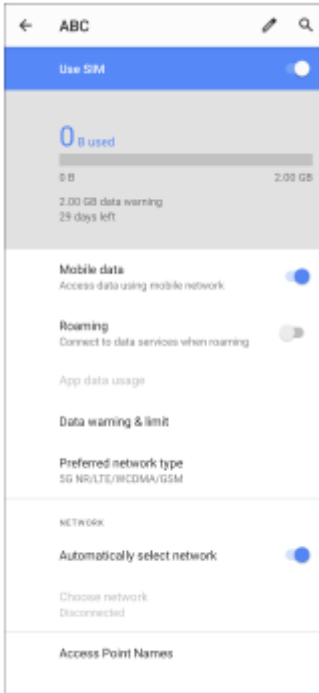 ABC
Use SIM
0 B used
0 B 2.00 GB
2.00 GB data warning
29 days left
Mobile data
Access data using mobile network
Roaming
Connect to data services when roaming
App data usage
Data warning & limit
Preferred network type
5G NR/LTE/WCDMA/GSM
NETWORK
Automatically select network
Choose network
Disconnected
Access Point Names